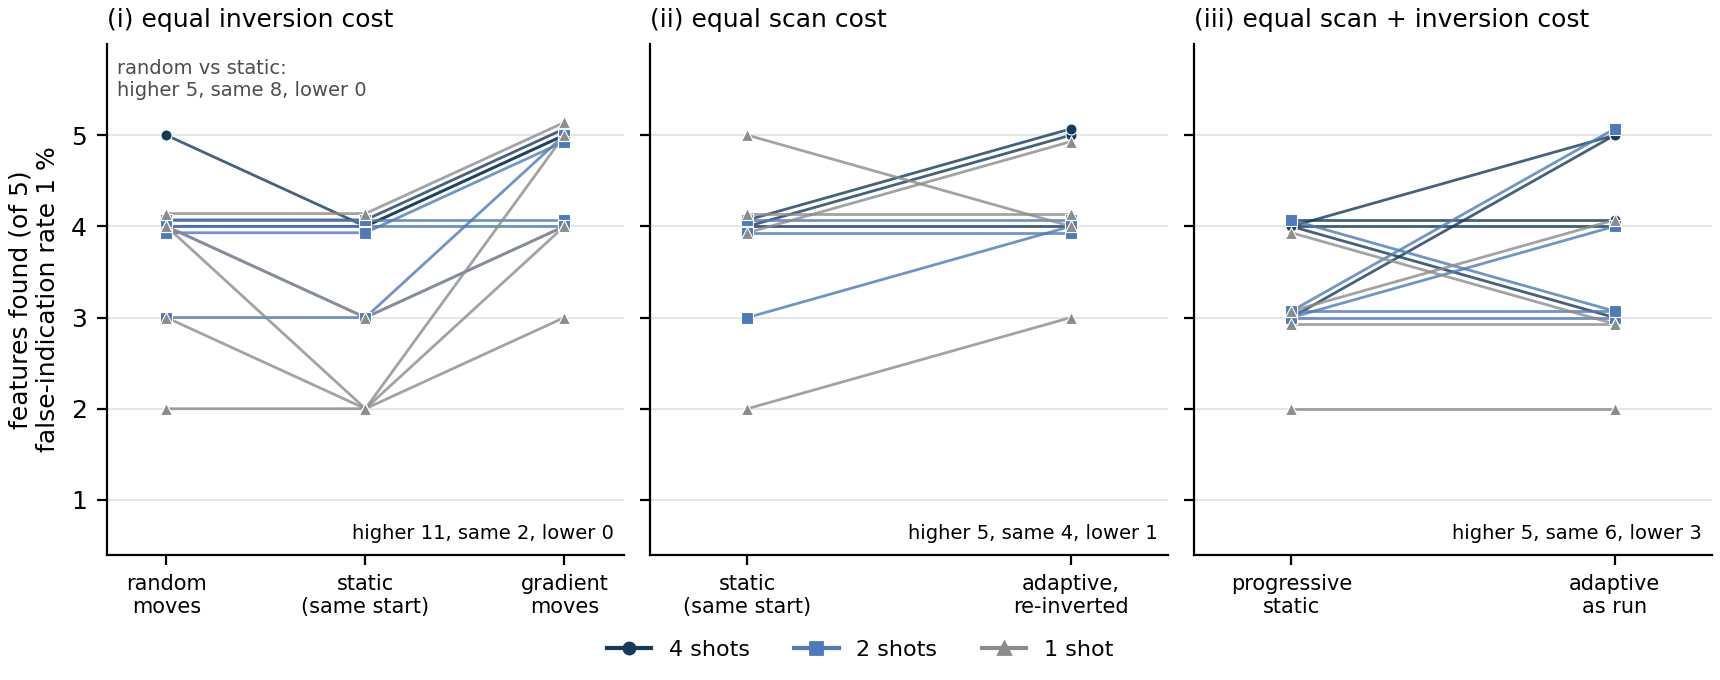 (i) equal inversion cost
(ii) equal scan cost
(iii) equal scan + inversion cost
random vs static:
higher 5, same 8, lower 0
features found (of 5)
false-indication rate 1 %
5
4
3
2
1
higher 11, same 2, lower 0
higher 5, same 4, lower 1
higher 5, same 6, lower 3
random
moves
static
(same start)
gradient
moves
static
(same start)
adaptive,
re-inverted
progressive
static
adaptive
as run
4 shots
2 shots
1 shot